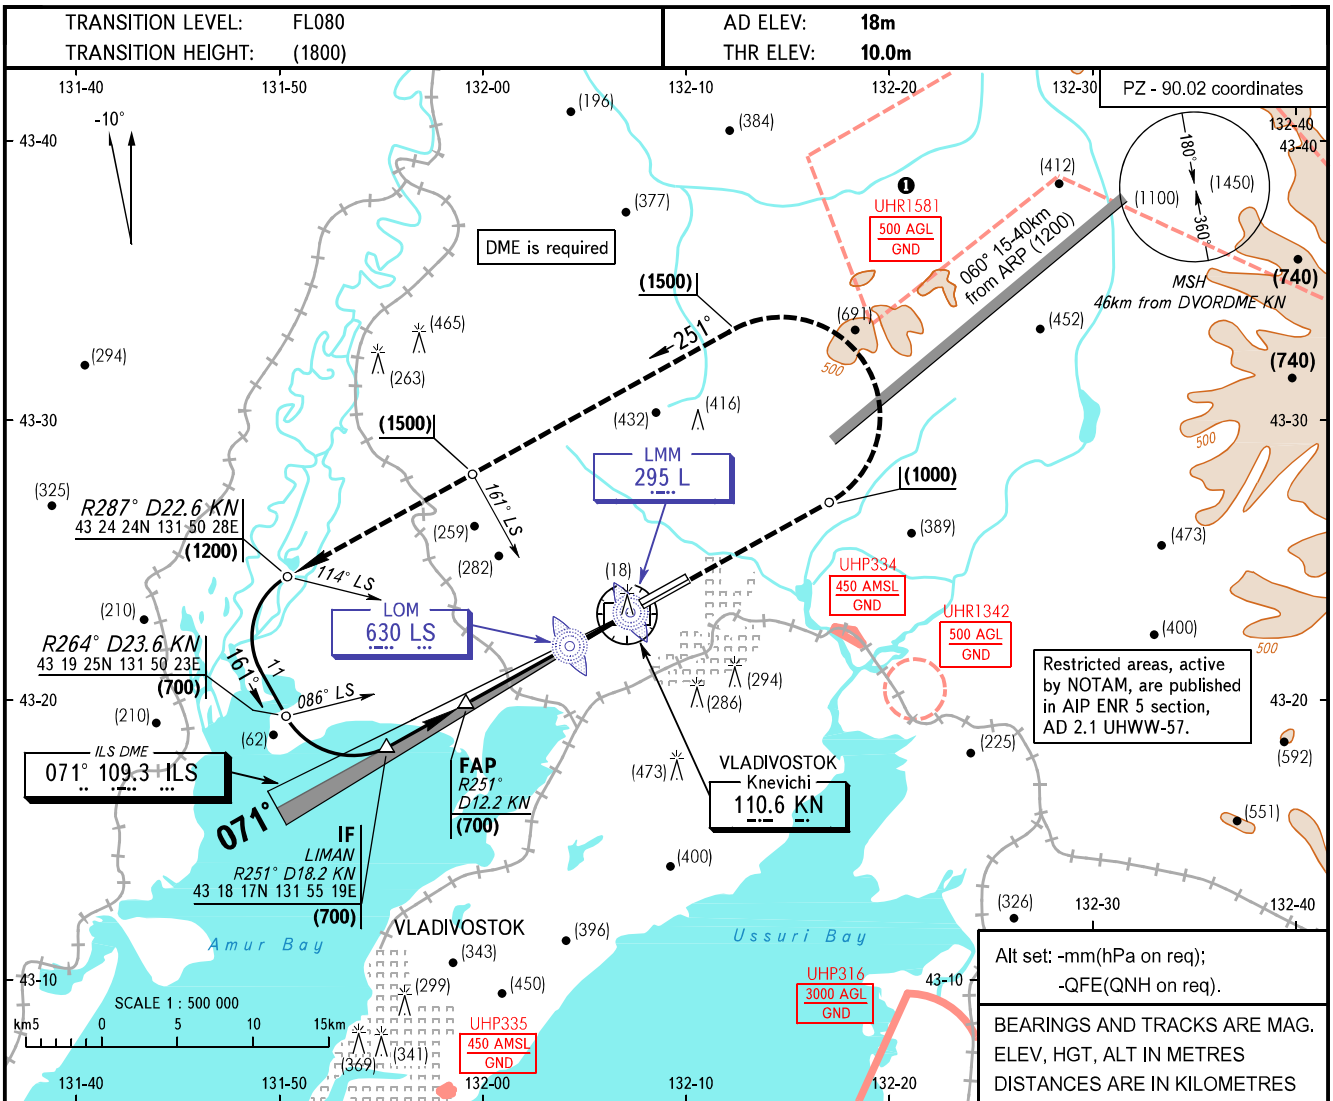 TRANSITION LEVEL: FL080
TRANSITION HEIGHT: (1800)
AD ELEV: 18m
THR ELEV: 10.0m
131-40
131-50
132-00
132-10
132-20
132-30
PZ - 90.02 coordinates
132-40
-10°
43-40
43-40
(196)
(384)
(412)
180°
(1450)
(1100)
360°
MSH
46km from DVORDME KN
❶
UHR1581
500 AGL
GND
060° 15-40km
from ARP (1200)
(377)
DME is required
(740)
(1500)
251°
(691)
500
(452)
(465)
(263)
(294)
(740)
43-30
(1500)
(432)
(416)
43-30
500
LMM
295 L
(1000)
161° LS
(325)
R287° D22.6 KN
43 24 24N 131 50 28E
(1200)
(259)
(282)
(389)
(473)
114° LS
(18)
UHP334
450 AMSL
GND
(210)
LOM
630 LS
UHR1342
500 AGL
GND
(400)
500
R264° D23.6 KN
43 19 25N 131 50 23E
(700)
161°
11
086° LS
(294)
(286)
Restricted areas, active
by NOTAM, are published
in AIP ENR 5 section,
AD 2.1 UHWW-57.
43-20
43-20
(210)
(62)
(225)
(592)
ILS DME
071° 109.3 ILS
071°
FAP
R251°
D12.2 KN
(700)
(473)
VLADIVOSTOK
Knevichi
110.6 KN
(551)
IF
LIMAN
R251° D18.2 KN
43 18 17N 131 55 19E
(700)
(400)
(326)
132-30
132-40
VLADIVOSTOK
Amur Bay
(343)
(396)
Ussuri Bay
43-10
(299)
(450)
UHP316
3000 AGL
GND
43-10
Alt set: -mm(hPa on req);
-QFE(QNH on req).
SCALE 1 : 500 000
km5 0 5 10 15km
UHP335
450 AMSL
GND
(369)
(341)
BEARINGS AND TRACKS ARE MAG.
ELEV, HGT, ALT IN METRES
DISTANCES ARE IN KILOMETRES
131-40
131-50
132-00
132-10
132-20